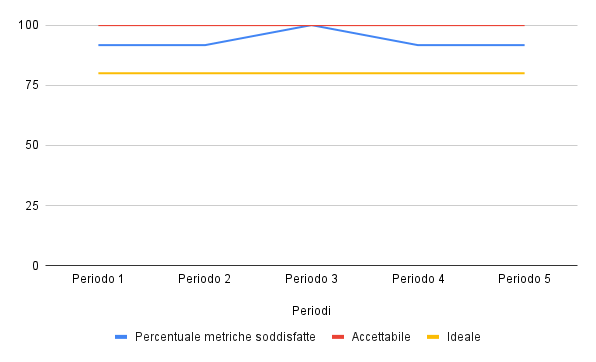 100
75
50
25
0
Periodo 1 Periodo 2 Periodo 3 Periodo 4 Periodo 5
Periodi
Percentuale metriche soddisfatte Accettabile Ideale